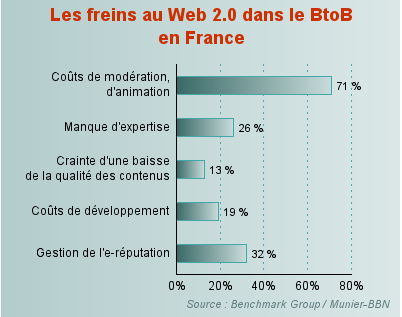 Les freins au Web 2.0 dans le BtoB
en France
Coûts de modération,
d'animation
71 %
Manque d'expertise
26 %
Crainte d'une baisse
de la qualité des contenus
13 %
Coûts de développement
19 %
Gestion de l'e-réputation
32 %
0% 20% 40% 60% 80%
Source : Benchmark Group / Munier-BBN